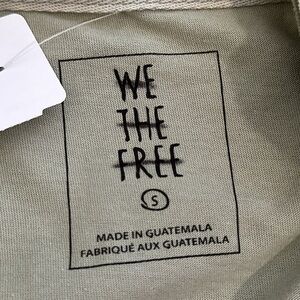 WE
THE
FREE
S
MADE IN GUATEMALA
FABRIQUÉ AUX GUATEMALA